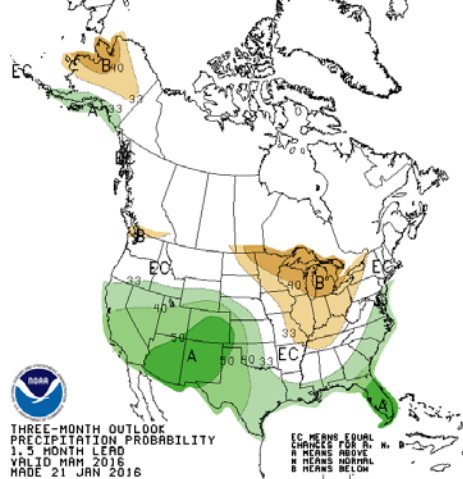 B 40
EC
33
A 33
EC
B
EC
EC
33
40
B
40
50
33
A
50 40 33
EC
A
NOAA
THREE-MONTH OUTLOOK
PRECIPITATION PROBABILITY
1.5 MONTH LEAD
VALID MAM 2016
MADE 21 JAN 2016
EC MEANS EQUAL
CHANCES FOR A, N, B
A MEANS ABOVE
N MEANS NORMAL
B MEANS BELOW